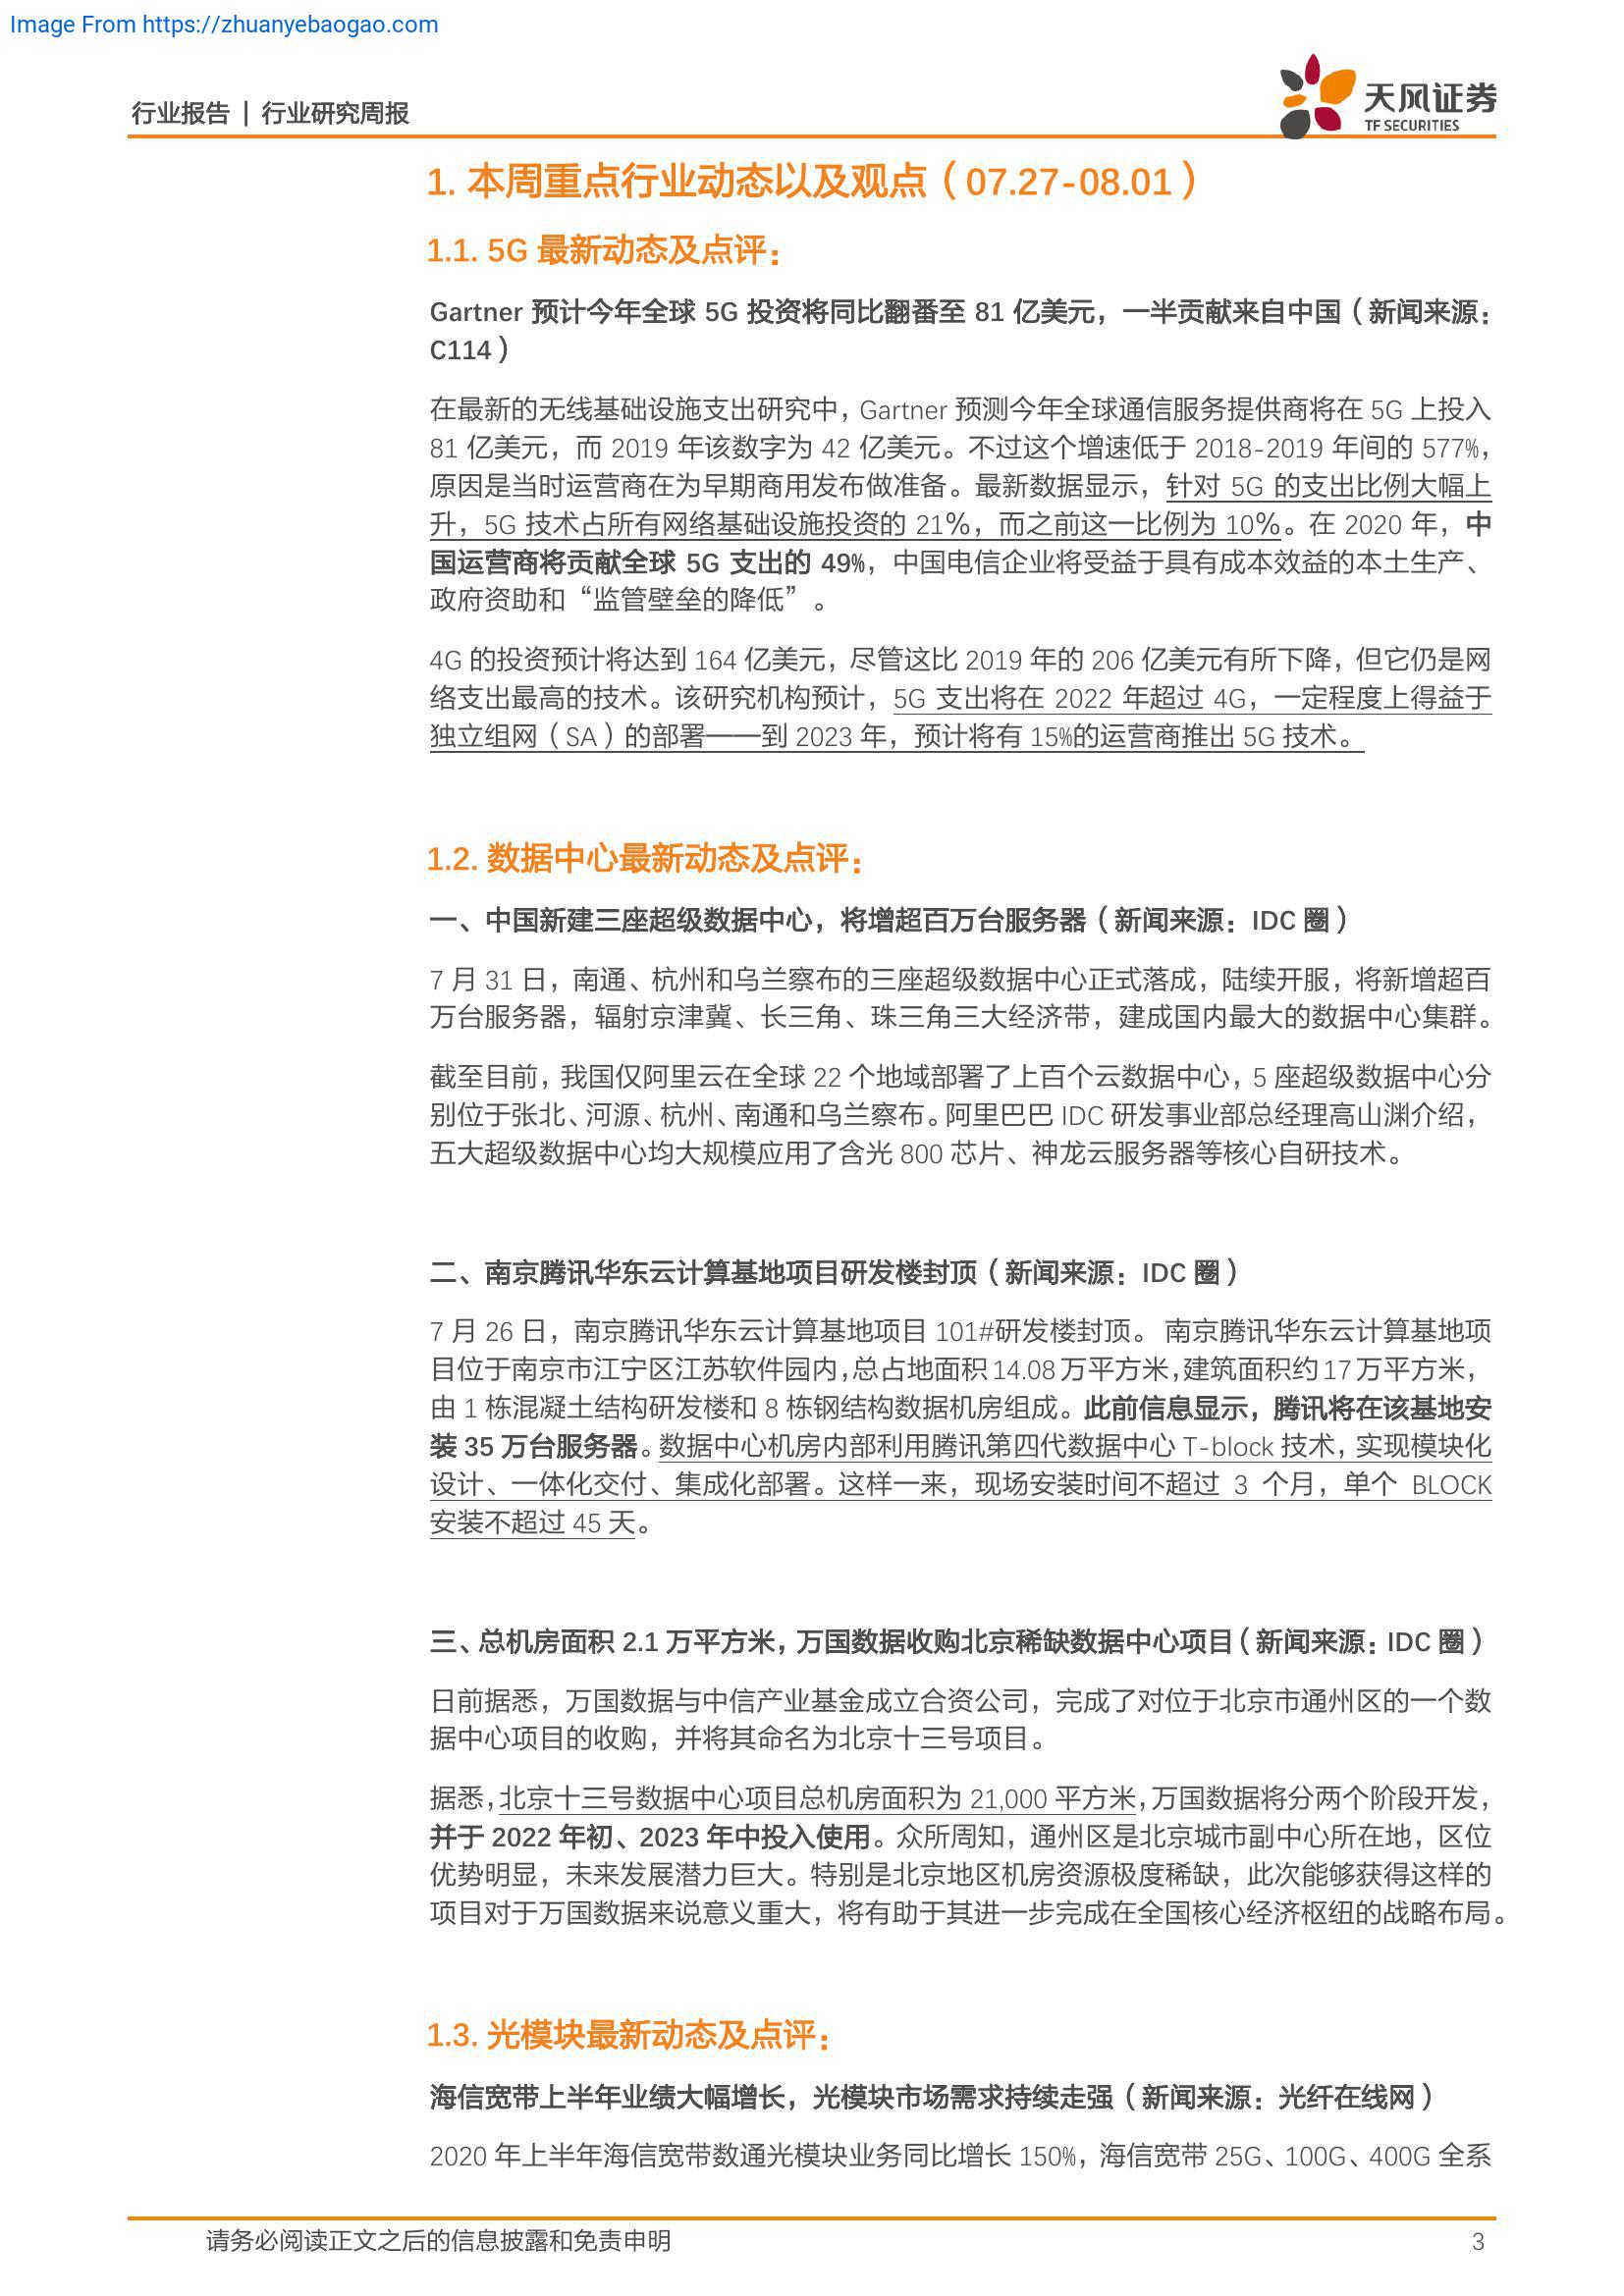 Image From https://zhuanyebaogao.com
行业报告 | 行业研究周报
天风证券
TF SECURITIES
1. 本周重点行业动态以及观点（07.27-08.01）
1.1. 5G 最新动态及点评：
Gartner 预计今年全球 5G 投资将同比翻番至 81 亿美元，一半贡献来自中国（新闻来源：
C114）
在最新的无线基础设施支出研究中，Gartner 预测今年全球通信服务提供商将在 5G 上投入
81 亿美元，而 2019 年该数字为 42 亿美元。不过这个增速低于 2018-2019 年间的 577%，
原因是当时运营商在为早期商用发布做准备。最新数据显示，针对 5G 的支出比例大幅上
升，5G 技术占所有网络基础设施投资的 21%，而之前这一比例为 10%。在 2020 年，中
国运营商将贡献全球 5G 支出的 49%，中国电信企业将受益于具有成本效益的本土生产、
政府资助和“监管壁垒的降低”。
4G 的投资预计将达到 164 亿美元，尽管这比 2019 年的 206 亿美元有所下降，但它仍是网
络支出最高的技术。该研究机构预计，5G 支出将在 2022 年超过 4G，一定程度上得益于
独立组网（SA）的部署——到 2023 年，预计将有 15%的运营商推出 5G 技术。
1.2. 数据中心最新动态及点评：
一、中国新建三座超级数据中心，将增超百万台服务器（新闻来源：IDC 圈）
7 月 31 日，南通、杭州和乌兰察布的三座超级数据中心正式落成，陆续开服，将新增超百
万台服务器，辐射京津冀、长三角、珠三角三大经济带，建成国内最大的数据中心集群。
截至目前，我国仅阿里云在全球 22 个地域部署了上百个云数据中心，5 座超级数据中心分
别位于张北、河源、杭州、南通和乌兰察布。阿里巴巴 IDC 研发事业部总经理高山渊介绍，
五大超级数据中心均大规模应用了含光 800 芯片、神龙云服务器等核心自研技术。
二、南京腾讯华东云计算基地项目研发楼封顶（新闻来源：IDC 圈）
7 月 26 日，南京腾讯华东云计算基地项目 101#研发楼封顶。 南京腾讯华东云计算基地项
目位于南京市江宁区江苏软件园内，总占地面积 14.08 万平方米，建筑面积约 17 万平方米，
由 1 栋混凝土结构研发楼和 8 栋钢结构数据机房组成。此前信息显示，腾讯将在该基地安
装 35 万台服务器。数据中心机房内部利用腾讯第四代数据中心 T-block 技术，实现模块化
设计、一体化交付、集成化部署。这样一来，现场安装时间不超过 3 个月，单个 BLOCK
安装不超过 45 天。
三、总机房面积 2.1 万平方米，万国数据收购北京稀缺数据中心项目（新闻来源：IDC 圈）
日前据悉，万国数据与中信产业基金成立合资公司，完成了对位于北京市通州区的一个数
据中心项目的收购，并将其命名为北京十三号项目。
据悉，北京十三号数据中心项目总机房面积为 21,000 平方米，万国数据将分两个阶段开发，
并于 2022 年初、2023 年中投入使用。众所周知，通州区是北京城市副中心所在地，区位
优势明显，未来发展潜力巨大。特别是北京地区机房资源极度稀缺，此次能够获得这样的
项目对于万国数据来说意义重大，将有助于其进一步完成在全国核心经济枢纽的战略布局。
1.3. 光模块最新动态及点评：
海信宽带上半年业绩大幅增长，光模块市场需求持续走强（新闻来源：光纤在线网）
2020 年上半年海信宽带数通光模块业务同比增长 150%，海信宽带 25G、100G、400G 全系
请务必阅读正文之后的信息披露和免责申明
3